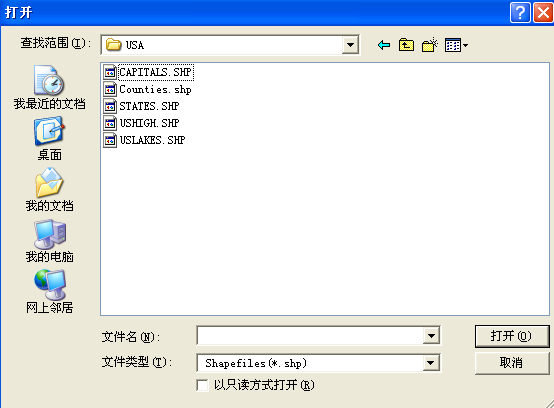 打开
查找范围(I):
USA
CAPITALS.SHP
Counties.shp
STATES.SHP
USHIGH.SHP
USLAKES.SHP
我最近的文档
桌面
我的文档
我的电脑
网上邻居
文件名(N):
打开(O)
文件类型(T):
Shapefiles(*.shp)
取消
以只读方式打开(R)